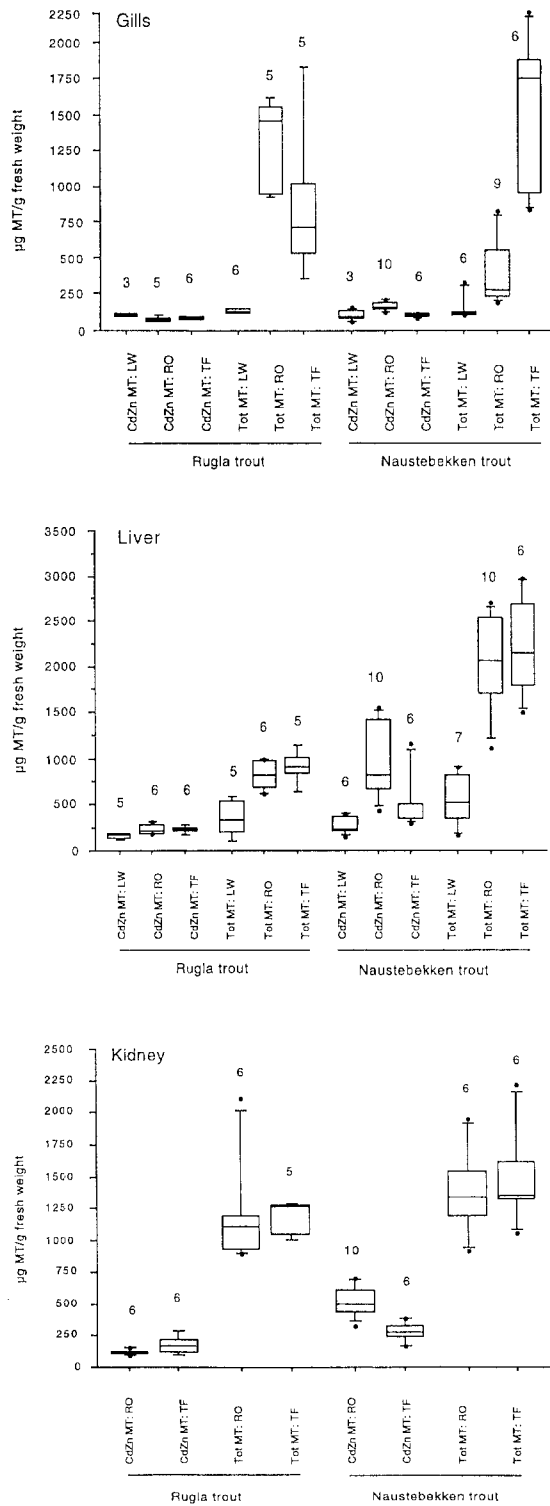 Gills
µg MT/g fresh weight
2250
2000
1750
1500
1250
1000
750
500
250
0
3
5
6
6
5
5
3
10
6
6
9
6
CdZn MT: LW
CdZn MT: RO
CdZn MT: TF
Tot MT: LW
Tot MT: RO
Tot MT: TF
CdZn MT: LW
CdZn MT: RO
CdZn MT: TF
Tot MT: LW
Tot MT: RO
Tot MT: TF
Rugla trout
Naustebekken trout
Liver
µg MT/g fresh weight
3500
3000
2500
2000
1500
1000
500
0
5
6
6
5
6
5
6
10
6
7
10
6
CdZn MT: LW
CdZn MT: RO
CdZn MT: TF
Tot MT: LW
Tot MT: RO
Tot MT: TF
CdZn MT: LW
CdZn MT: RO
CdZn MT: TF
Tot MT: LW
Tot MT: RO
Tot MT: TF
Rugla trout
Naustebekken trout
Kidney
µg MT/g fresh weight
2500
2250
2000
1750
1500
1250
1000
750
500
250
0
6
6
6
5
10
6
6
6
CdZn MT: RO
CdZn MT: TF
Tot MT: RO
Tot MT: TF
CdZn MT: RO
CdZn MT: TF
Tot MT: RO
Tot MT: TF
Rugla trout
Naustebekken trout